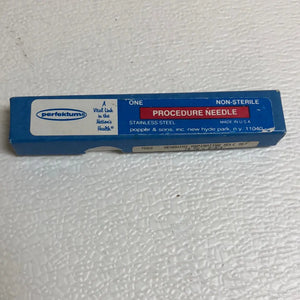 perfektum®
A
Vital Link
in the
Nation's
Health™
ONE NON-STERILE
PROCEDURE NEEDLE
STAINLESS STEEL MADE IN U.S.A.
popper & sons, inc. new hyde park, n.y. 11040